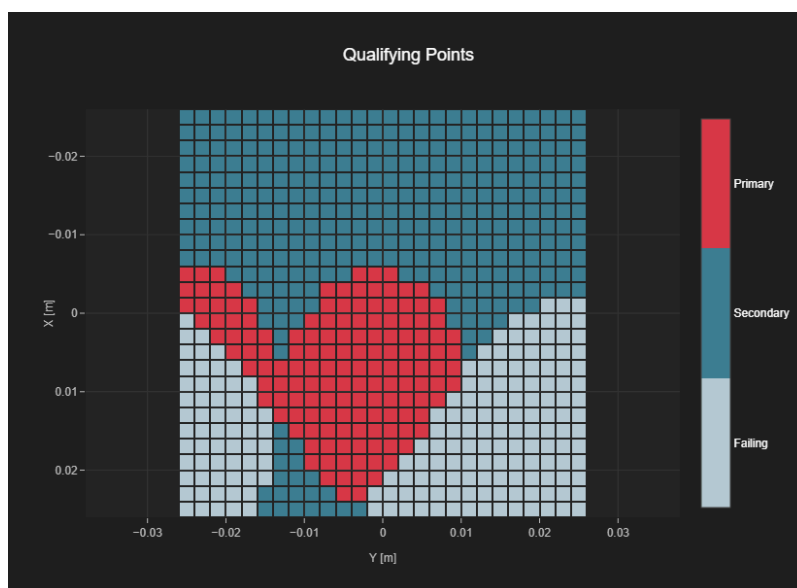 Qualifying Points
−0.02
−0.01
0
0.01
0.02
X [m]
−0.03
−0.02
−0.01
0
0.01
0.02
0.03
Y [m]
Primary
Secondary
Failing